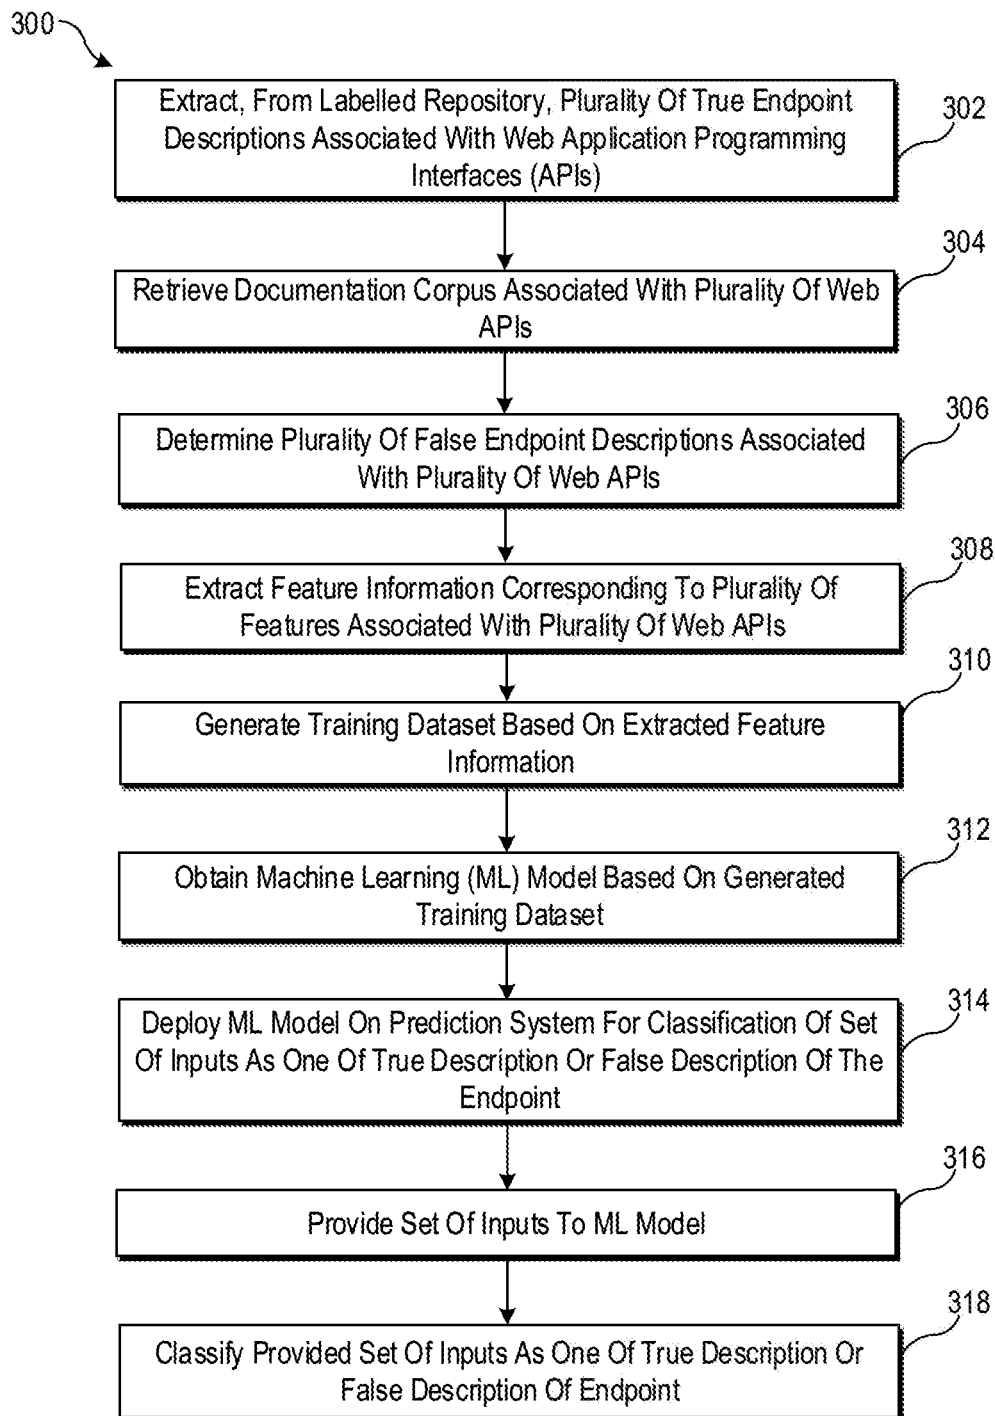 300
Extract, From Labelled Repository, Plurality Of True Endpoint
Descriptions Associated With Web Application Programming
Interfaces (APIs)
302
Retrieve Documentation Corpus Associated With Plurality Of Web
APIs
304
Determine Plurality Of False Endpoint Descriptions Associated
With Plurality Of Web APIs
306
Extract Feature Information Corresponding To Plurality Of
Features Associated With Plurality Of Web APIs
308
Generate Training Dataset Based On Extracted Feature
Information
310
Obtain Machine Learning (ML) Model Based On Generated
Training Dataset
312
Deploy ML Model On Prediction System For Classification Of Set
Of Inputs As One Of True Description Or False Description Of The
Endpoint
314
Provide Set Of Inputs To ML Model
316
Classify Provided Set Of Inputs As One Of True Description Or
False Description Of Endpoint
318